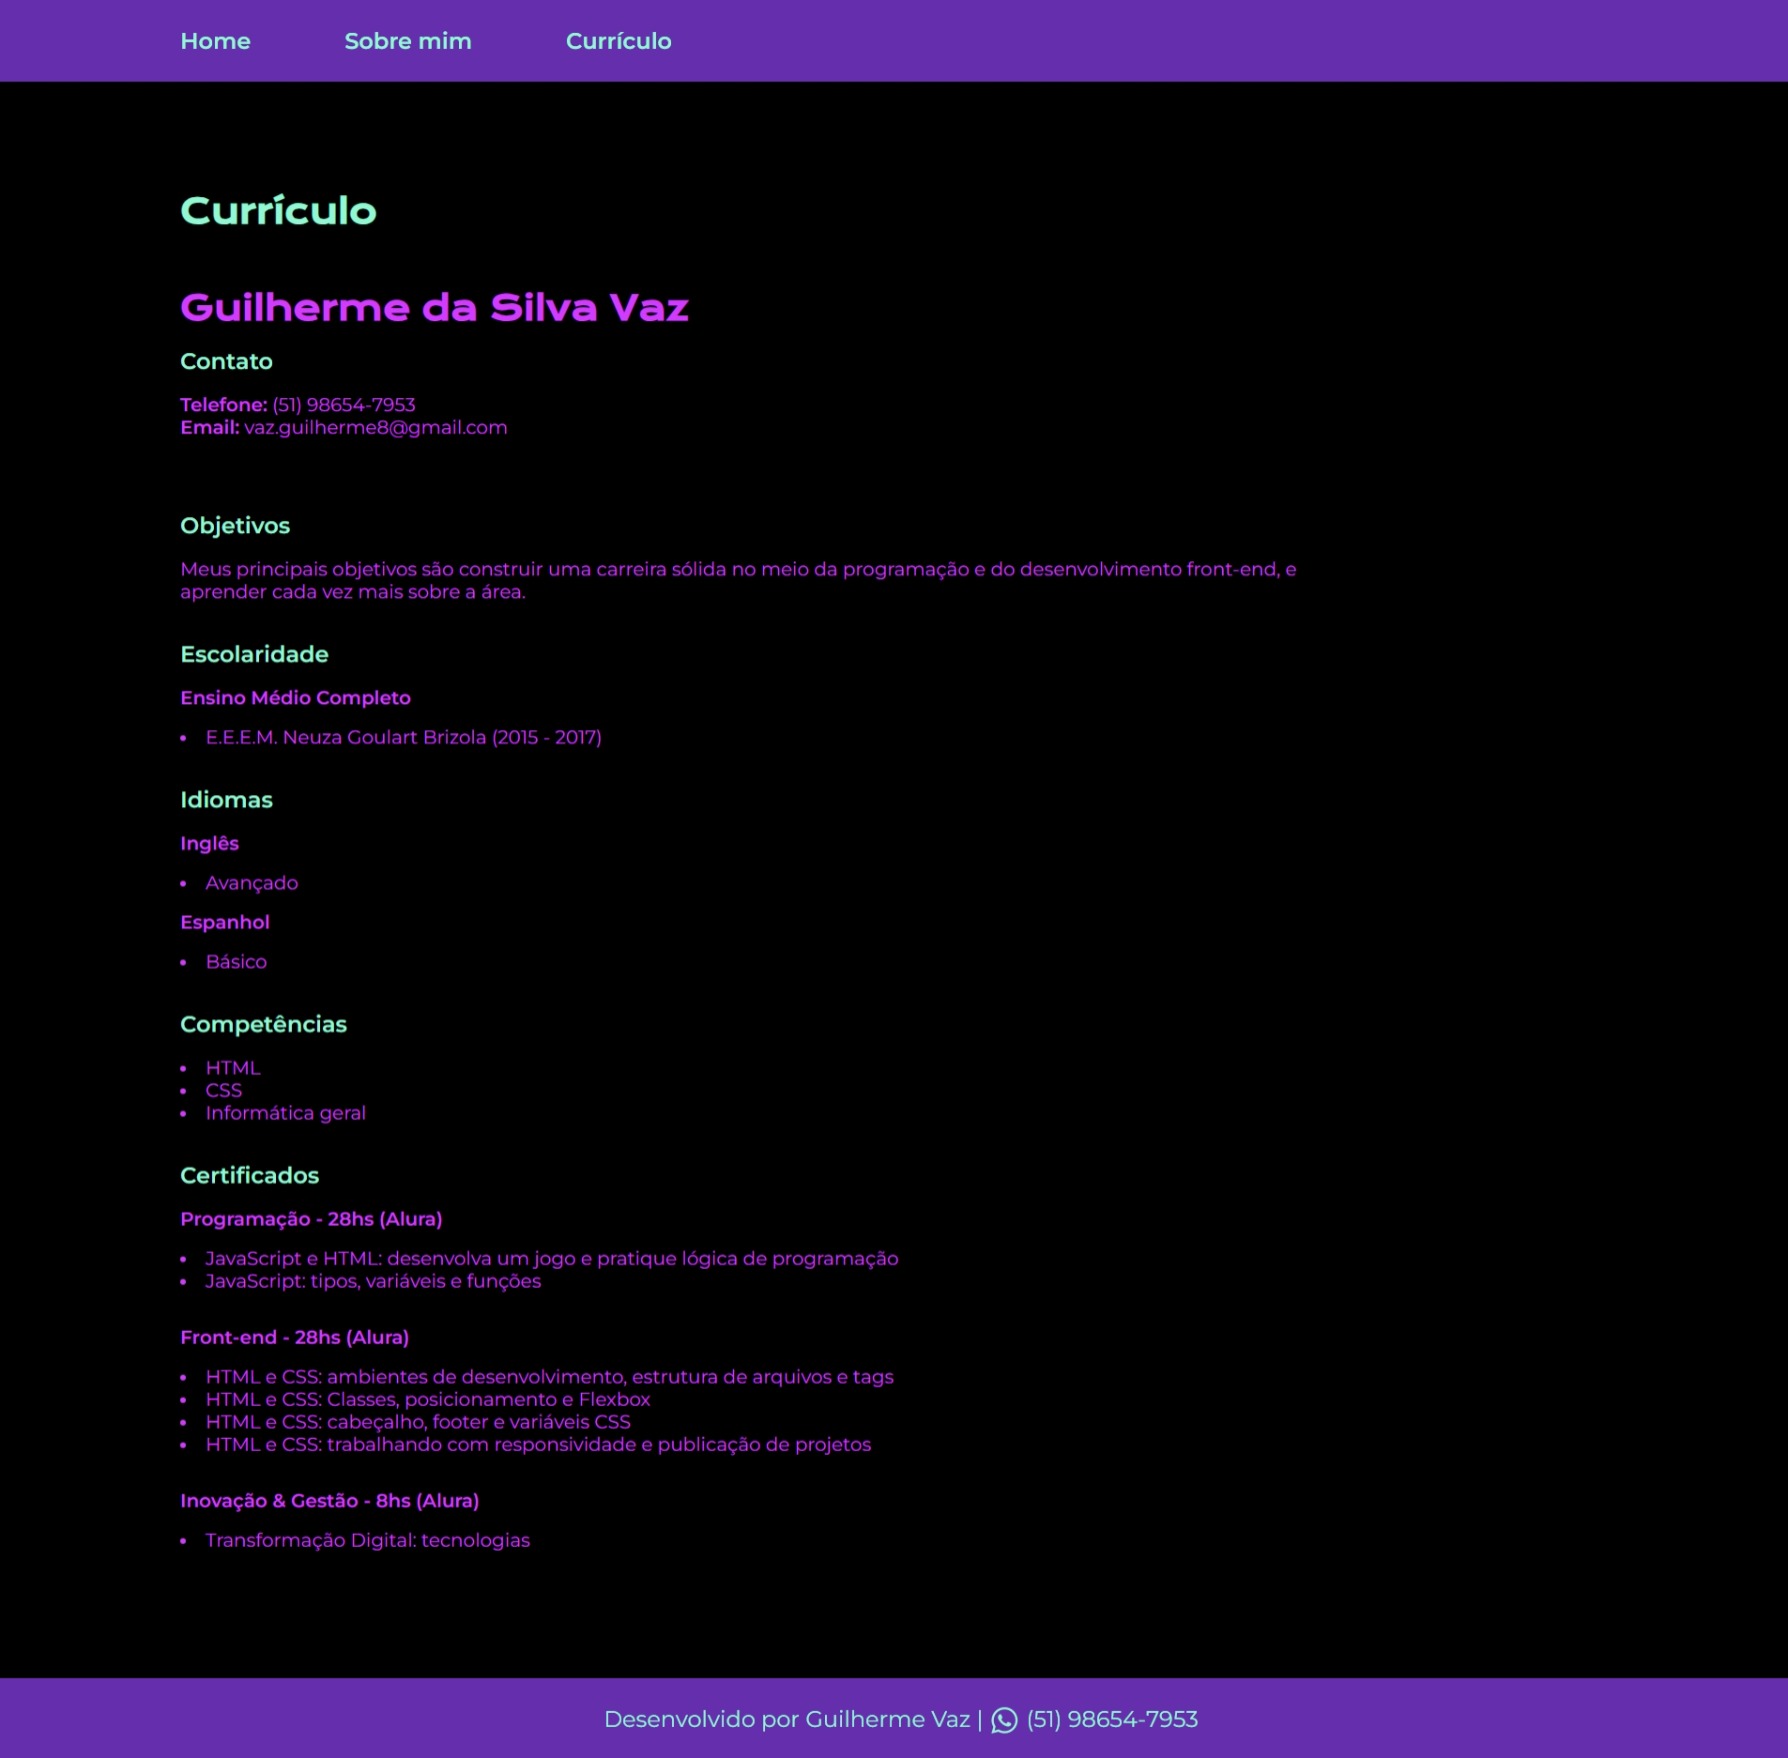 Home Sobre mim Currículo
Currículo
Guilherme da Silva Vaz
Contato
Telefone: (51) 98654-7953
Email: vaz.guilherme8@gmail.com
Objetivos
Meus principais objetivos são construir uma carreira sólida no meio da programação e do desenvolvimento front-end, e
aprender cada vez mais sobre a área.
Escolaridade
Ensino Médio Completo
• E.E.E.M. Neuza Goulart Brizola (2015 - 2017)
Idiomas
Inglês
• Avançado
Espanhol
• Básico
Competências
• HTML
• CSS
• Informática geral
Certificados
Programação - 28hs (Alura)
• JavaScript e HTML: desenvolva um jogo e pratique lógica de programação
• JavaScript: tipos, variáveis e funções
Front-end - 28hs (Alura)
• HTML e CSS: ambientes de desenvolvimento, estrutura de arquivos e tags
• HTML e CSS: Classes, posicionamento e Flexbox
• HTML e CSS: cabeçalho, footer e variáveis CSS
• HTML e CSS: trabalhando com responsividade e publicação de projetos
Inovação & Gestão - 8hs (Alura)
• Transformação Digital: tecnologias
Desenvolvido por Guilherme Vaz | (51) 98654-7953